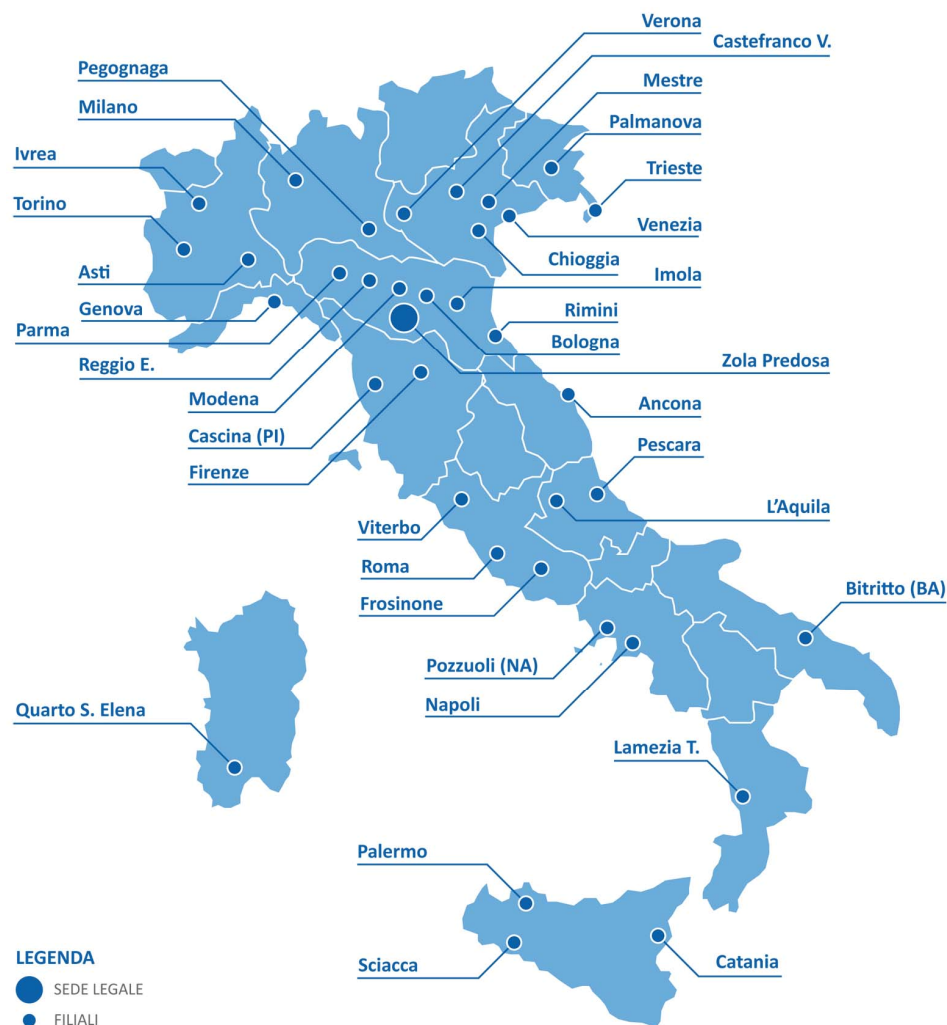 Verona
Castefranco V.
Pegognaga
Mestre
Milano
Palmanova
Ivrea
Trieste
Torino
Venezia
Chioggia
Asti
Imola
Genova
Rimini
Parma
Bologna
Reggio E.
Zola Predosa
Modena
Ancona
Cascina (PI)
Pescara
Firenze
L'Aquila
Viterbo
Roma
Bitritto (BA)
Frosinone
Pozzuoli (NA)
Napoli
Quarto S. Elena
Lamezia T.
Palermo
Sciacca
Catania
LEGENDA
SEDE LEGALE
FILIALI